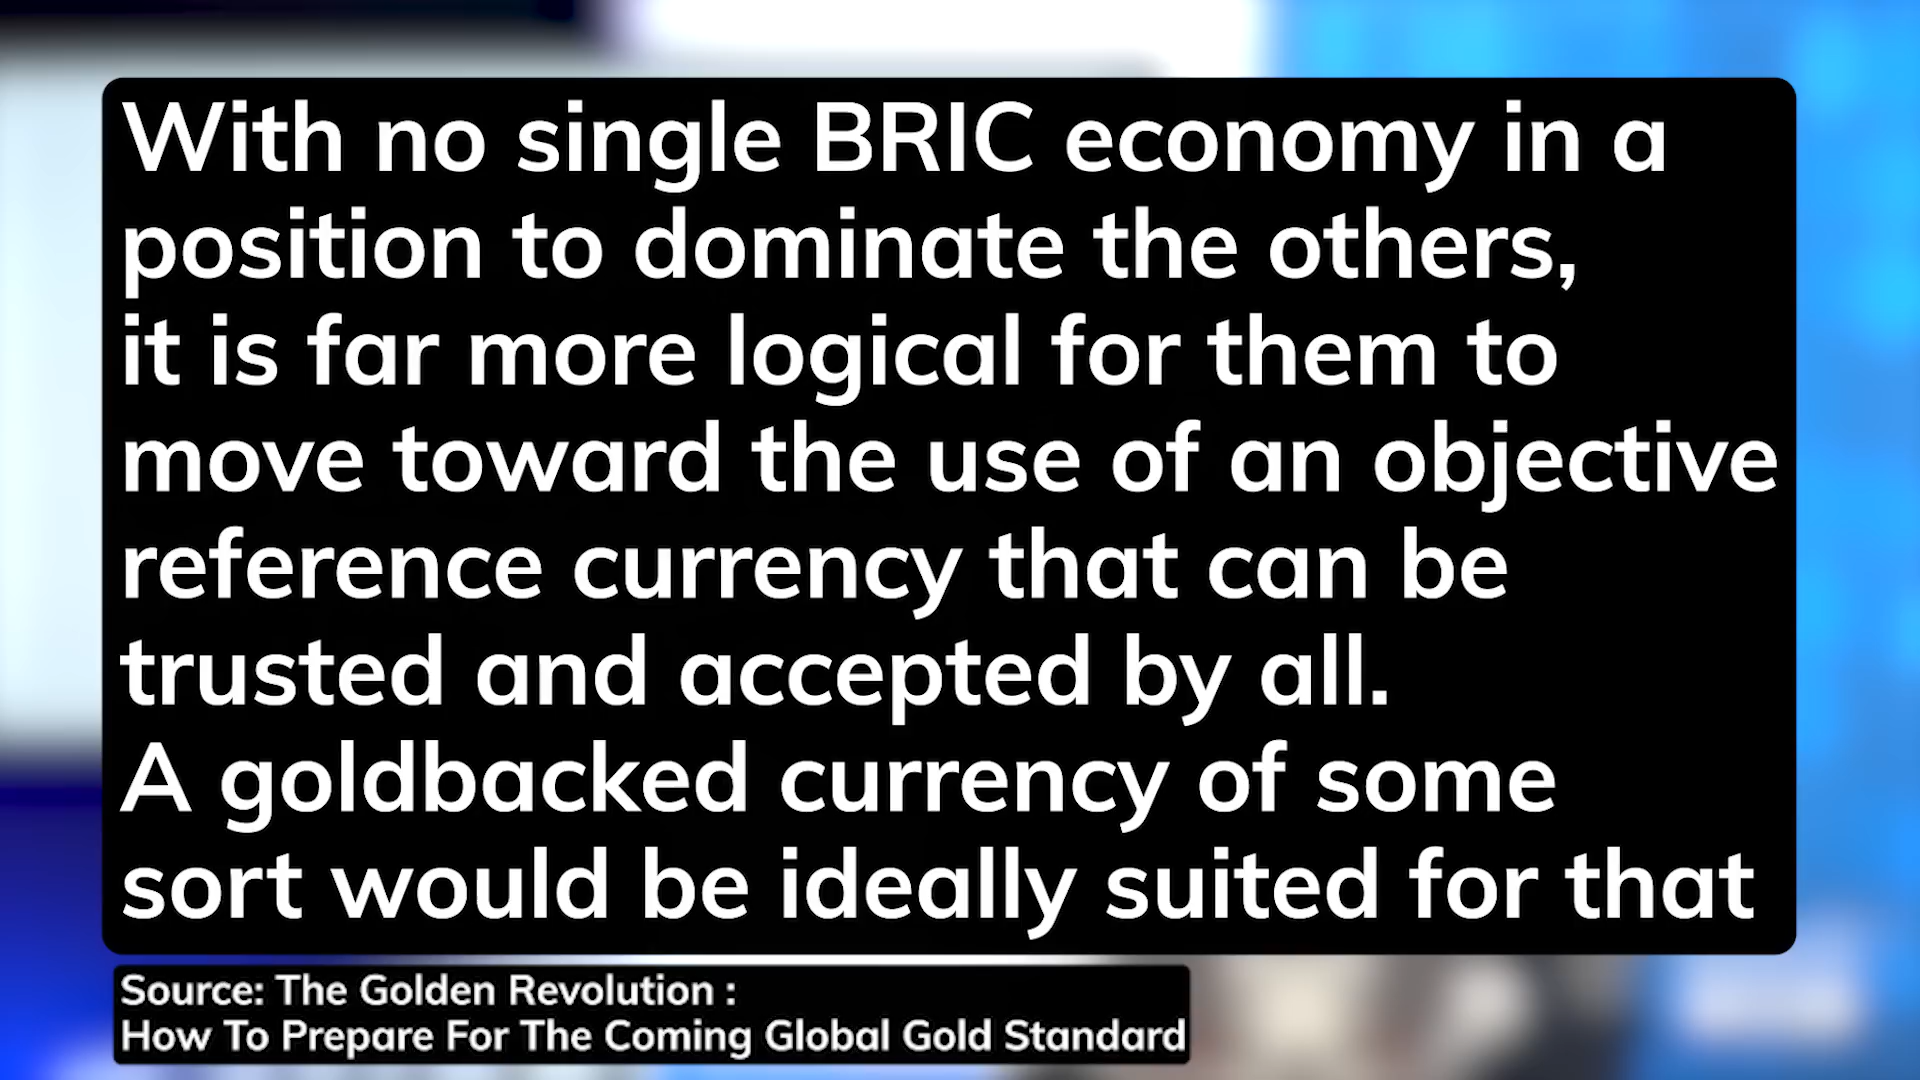 With no single BRIC economy in a
position to dominate the others,
it is far more logical for them to
move toward the use of an objective
reference currency that can be
trusted and accepted by all.
A goldbacked currency of some
sort would be ideally suited for that
Source: The Golden Revolution :
How To Prepare For The Coming Global Gold Standard